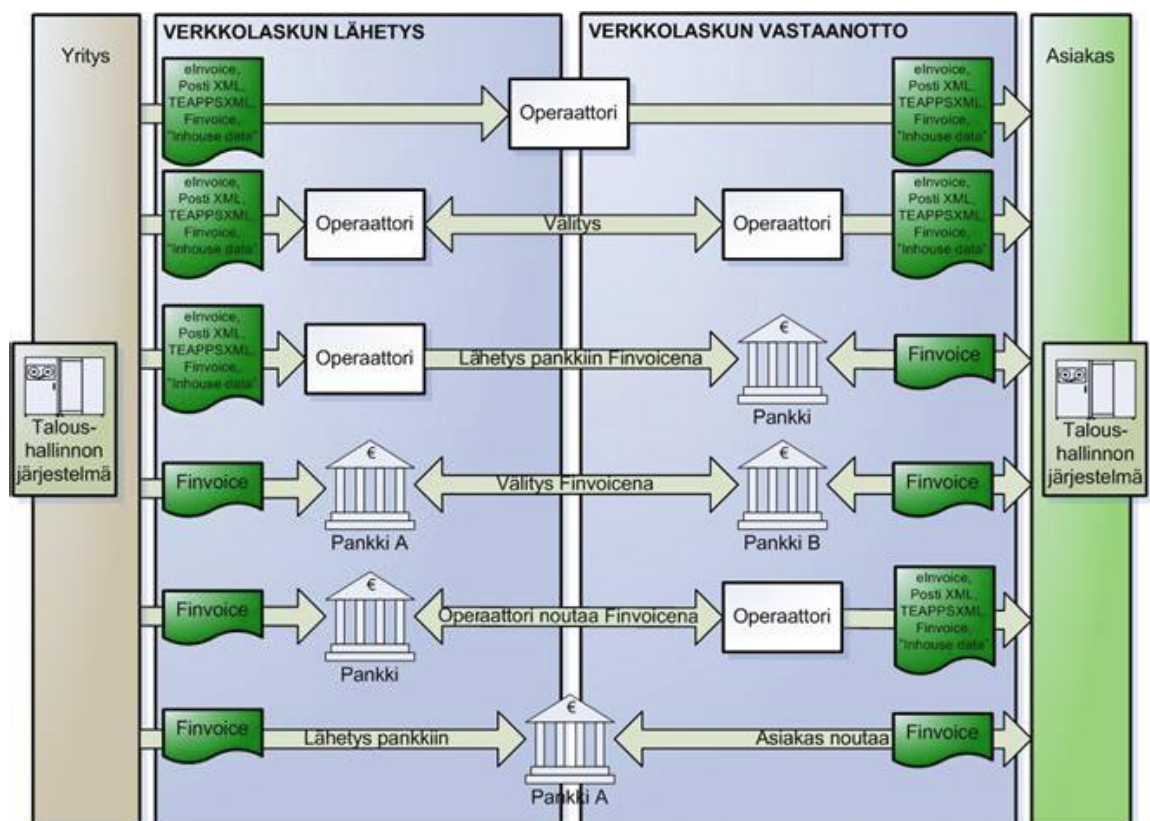 Yritys
VERKKOLASKUN LÄHETYS
VERKKOLASKUN VASTAANOTTO
Asiakas
eInvoice,
Posti XML,
TEAPPSXML,
Finvoice,
"Inhouse data"
Operaattori
eInvoice,
Posti XML,
TEAPPSXML,
Finvoice,
"Inhouse data"
eInvoice,
Posti XML,
TEAPPSXML,
Finvoice,
"Inhouse data"
Operaattori
Välitys
Operaattori
eInvoice,
Posti XML,
TEAPPSXML,
Finvoice,
"Inhouse data"
eInvoice,
Posti XML,
TEAPPSXML,
Finvoice,
"Inhouse data"
Operaattori
Lähetys pankkiin Finvoicena
€
Pankki
Finvoice
Talous-
hallinnon
järjestelmä
Talous-
hallinnon
järjestelmä
Finvoice
€
Pankki A
Välitys Finvoicena
€
Pankki B
Finvoice
Finvoice
€
Pankki
Operaattori noutaa Finvoicena
Operaattori
eInvoice,
Posti XML,
TEAPPSXML,
Finvoice,
"Inhouse data"
Finvoice
Lähetys pankkiin
€
Pankki A
Asiakas noutaa
Finvoice